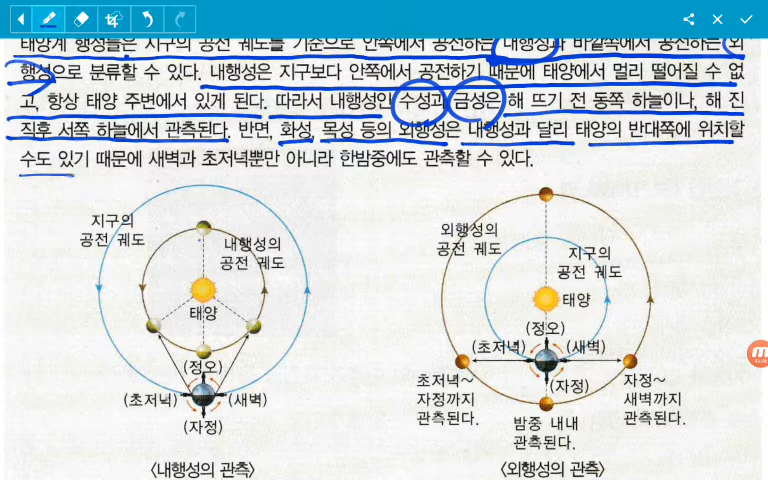 태양계 행성들은 지구의 공전 궤도를 기준으로 안쪽에서 공전하는 내행성과 바깥쪽에서 공전하는 외
행성으로 분류할 수 있다. 내행성은 지구보다 안쪽에서 공전하기 때문에 태양에서 멀리 떨어질 수 없
고, 항상 태양 주변에서 있게 된다. 따라서 내행성인 수성과 금성은 해 뜨기 전 동쪽 하늘이나, 해 진
직후 서쪽 하늘에서 관측된다. 반면, 화성, 목성 등의 외행성은 내행성과 달리 태양의 반대쪽에 위치할
수도 있기 때문에 새벽과 초저녁뿐만 아니라 한밤중에도 관측할 수 있다.
지구의
공전 궤도
내행성의
공전 궤도
태양
(정오)
(초저녁)
(새벽)
(자정)
<내행성의 관측>
외행성의
공전 궤도
지구의
공전 궤도
태양
(정오)
(초저녁)
(새벽)
(자정)
초저녁~
자정까지
관측된다.
밤중 내내
관측된다.
자정~
새벽까지
관측된다.
<외행성의 관측>